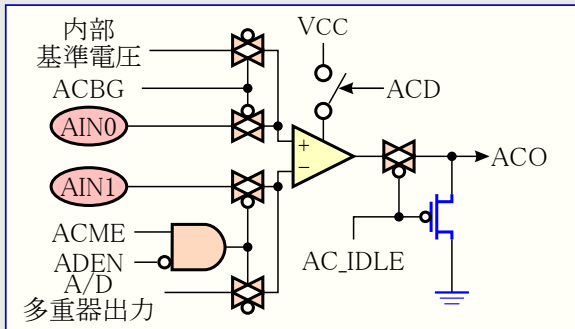 内部
基準電圧
ACBG
AIN0
AIN1
ACME
ADEN
A/D
多重器出力
VCC
ACD
+
−
ACO
AC_IDLE